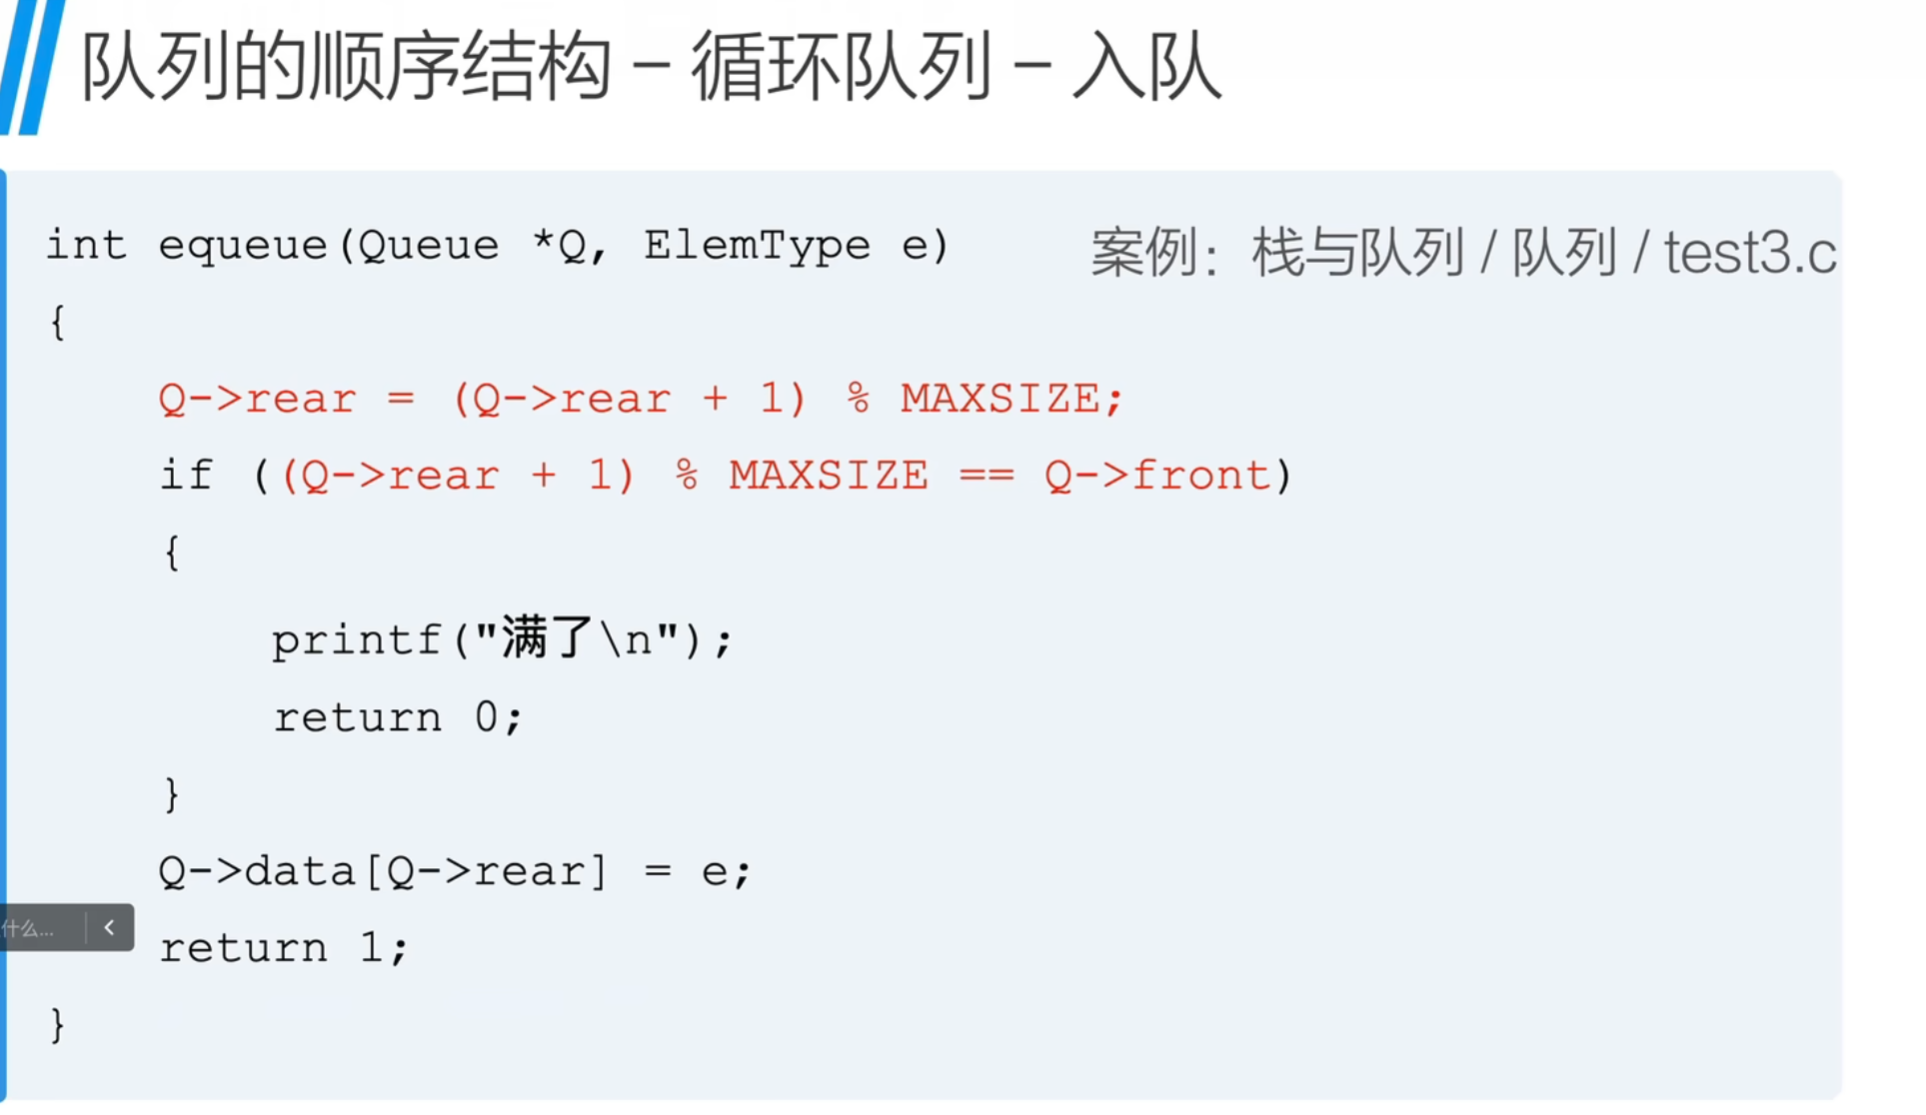 队列的顺序结构 – 循环队列 – 入队
int equeue(Queue *Q, ElemType e)
案例：栈与队列 / 队列 / test3.c
{
Q->rear = (Q->rear + 1) % MAXSIZE;
if ((Q->rear + 1) % MAXSIZE == Q->front)
{
printf("满了\n");
return 0;
}
Q->data[Q->rear] = e;
什么...
return 1;
}